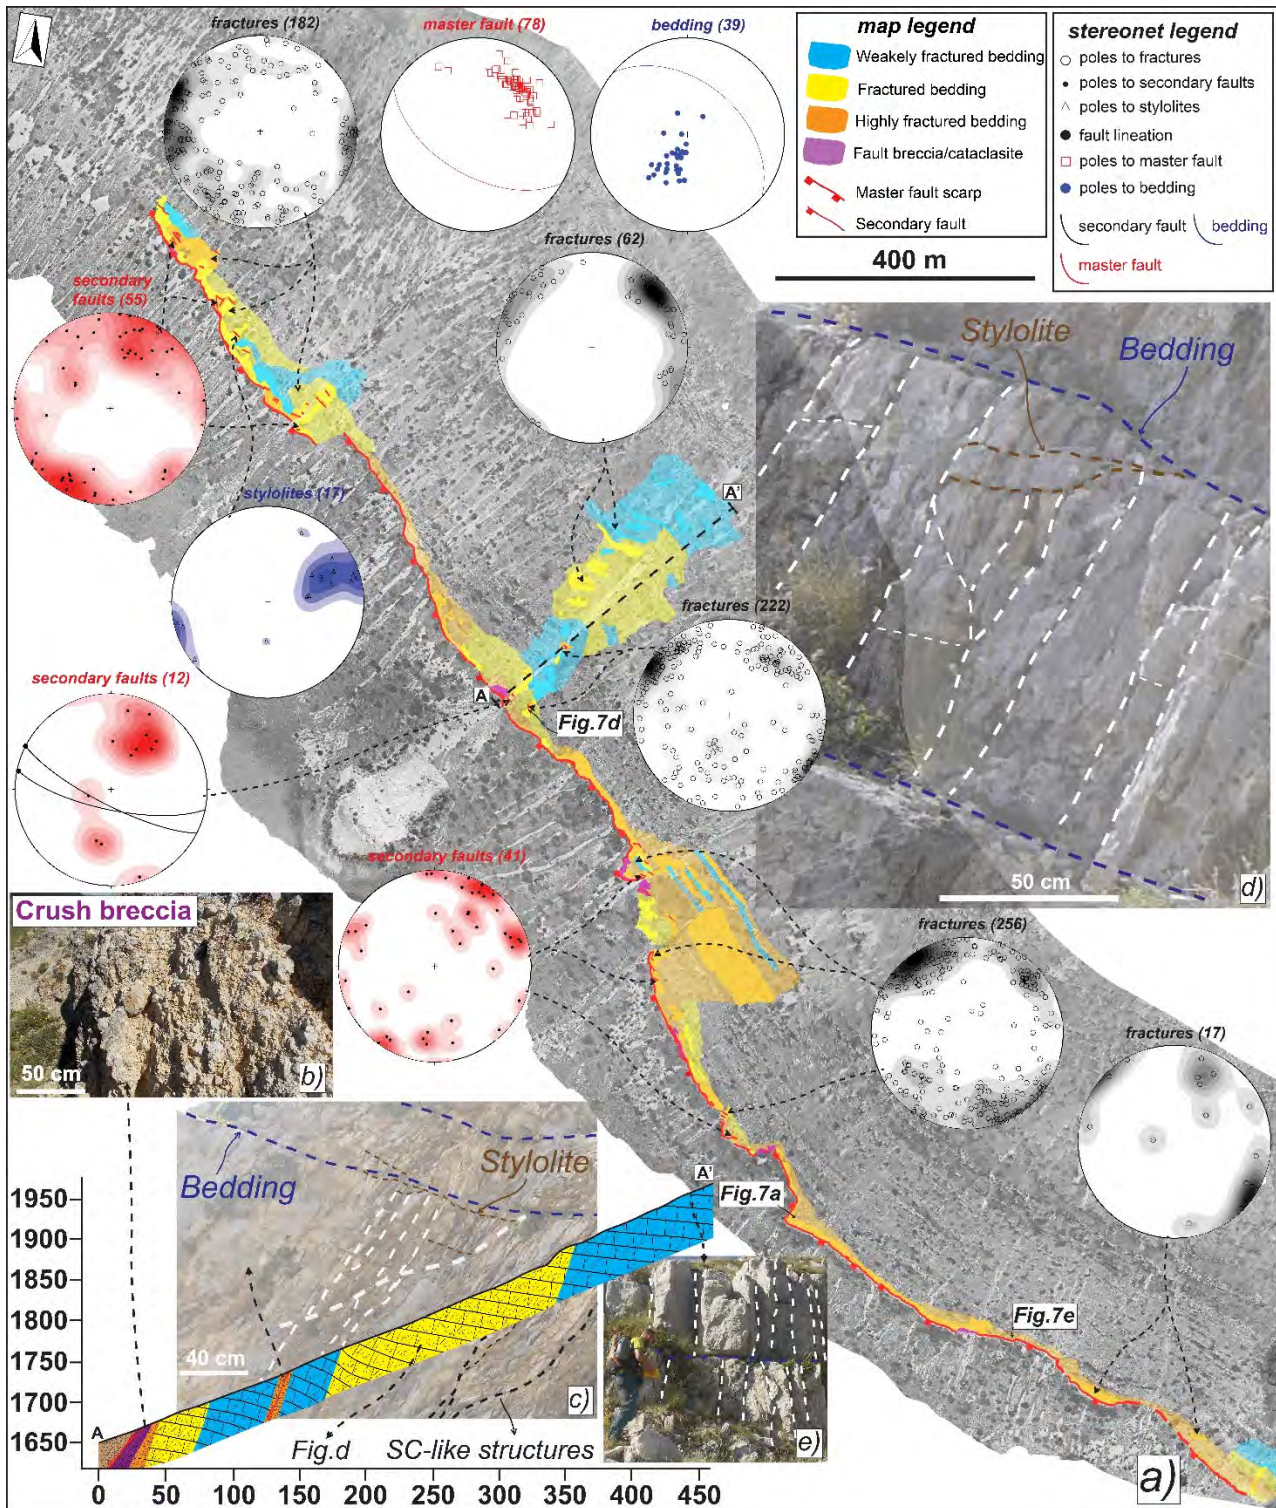 fractures (182)
master fault (78)
bedding (39)
map legend
Weakely fractured bedding
Fractured bedding
Highly fractured bedding
Fault breccia/cataclasite
Master fault scarp
Secondary fault
stereonet legend
poles to fractures
poles to secondary faults
poles to stylolites
fault lineation
poles to master fault
poles to bedding
secondary fault
bedding
master fault
400 m
fractures (62)
secondary
faults (55)
Stylolite
Bedding
stylolites (17)
A'
fractures (222)
secondary faults (12)
A
Fig.7d
secondary faults (41)
50 cm
d)
Crush breccia
50 cm
b)
fractures (256)
fractures (17)
Bedding
Stylolite
A'
Fig.7a
Fig.7e
1950
1900
1850
1800
1750
1700
1650
40 cm
c)
A
Fig.d
SC-like structures
e)
a)
0 50 100 150 200 250 300 350 400 450